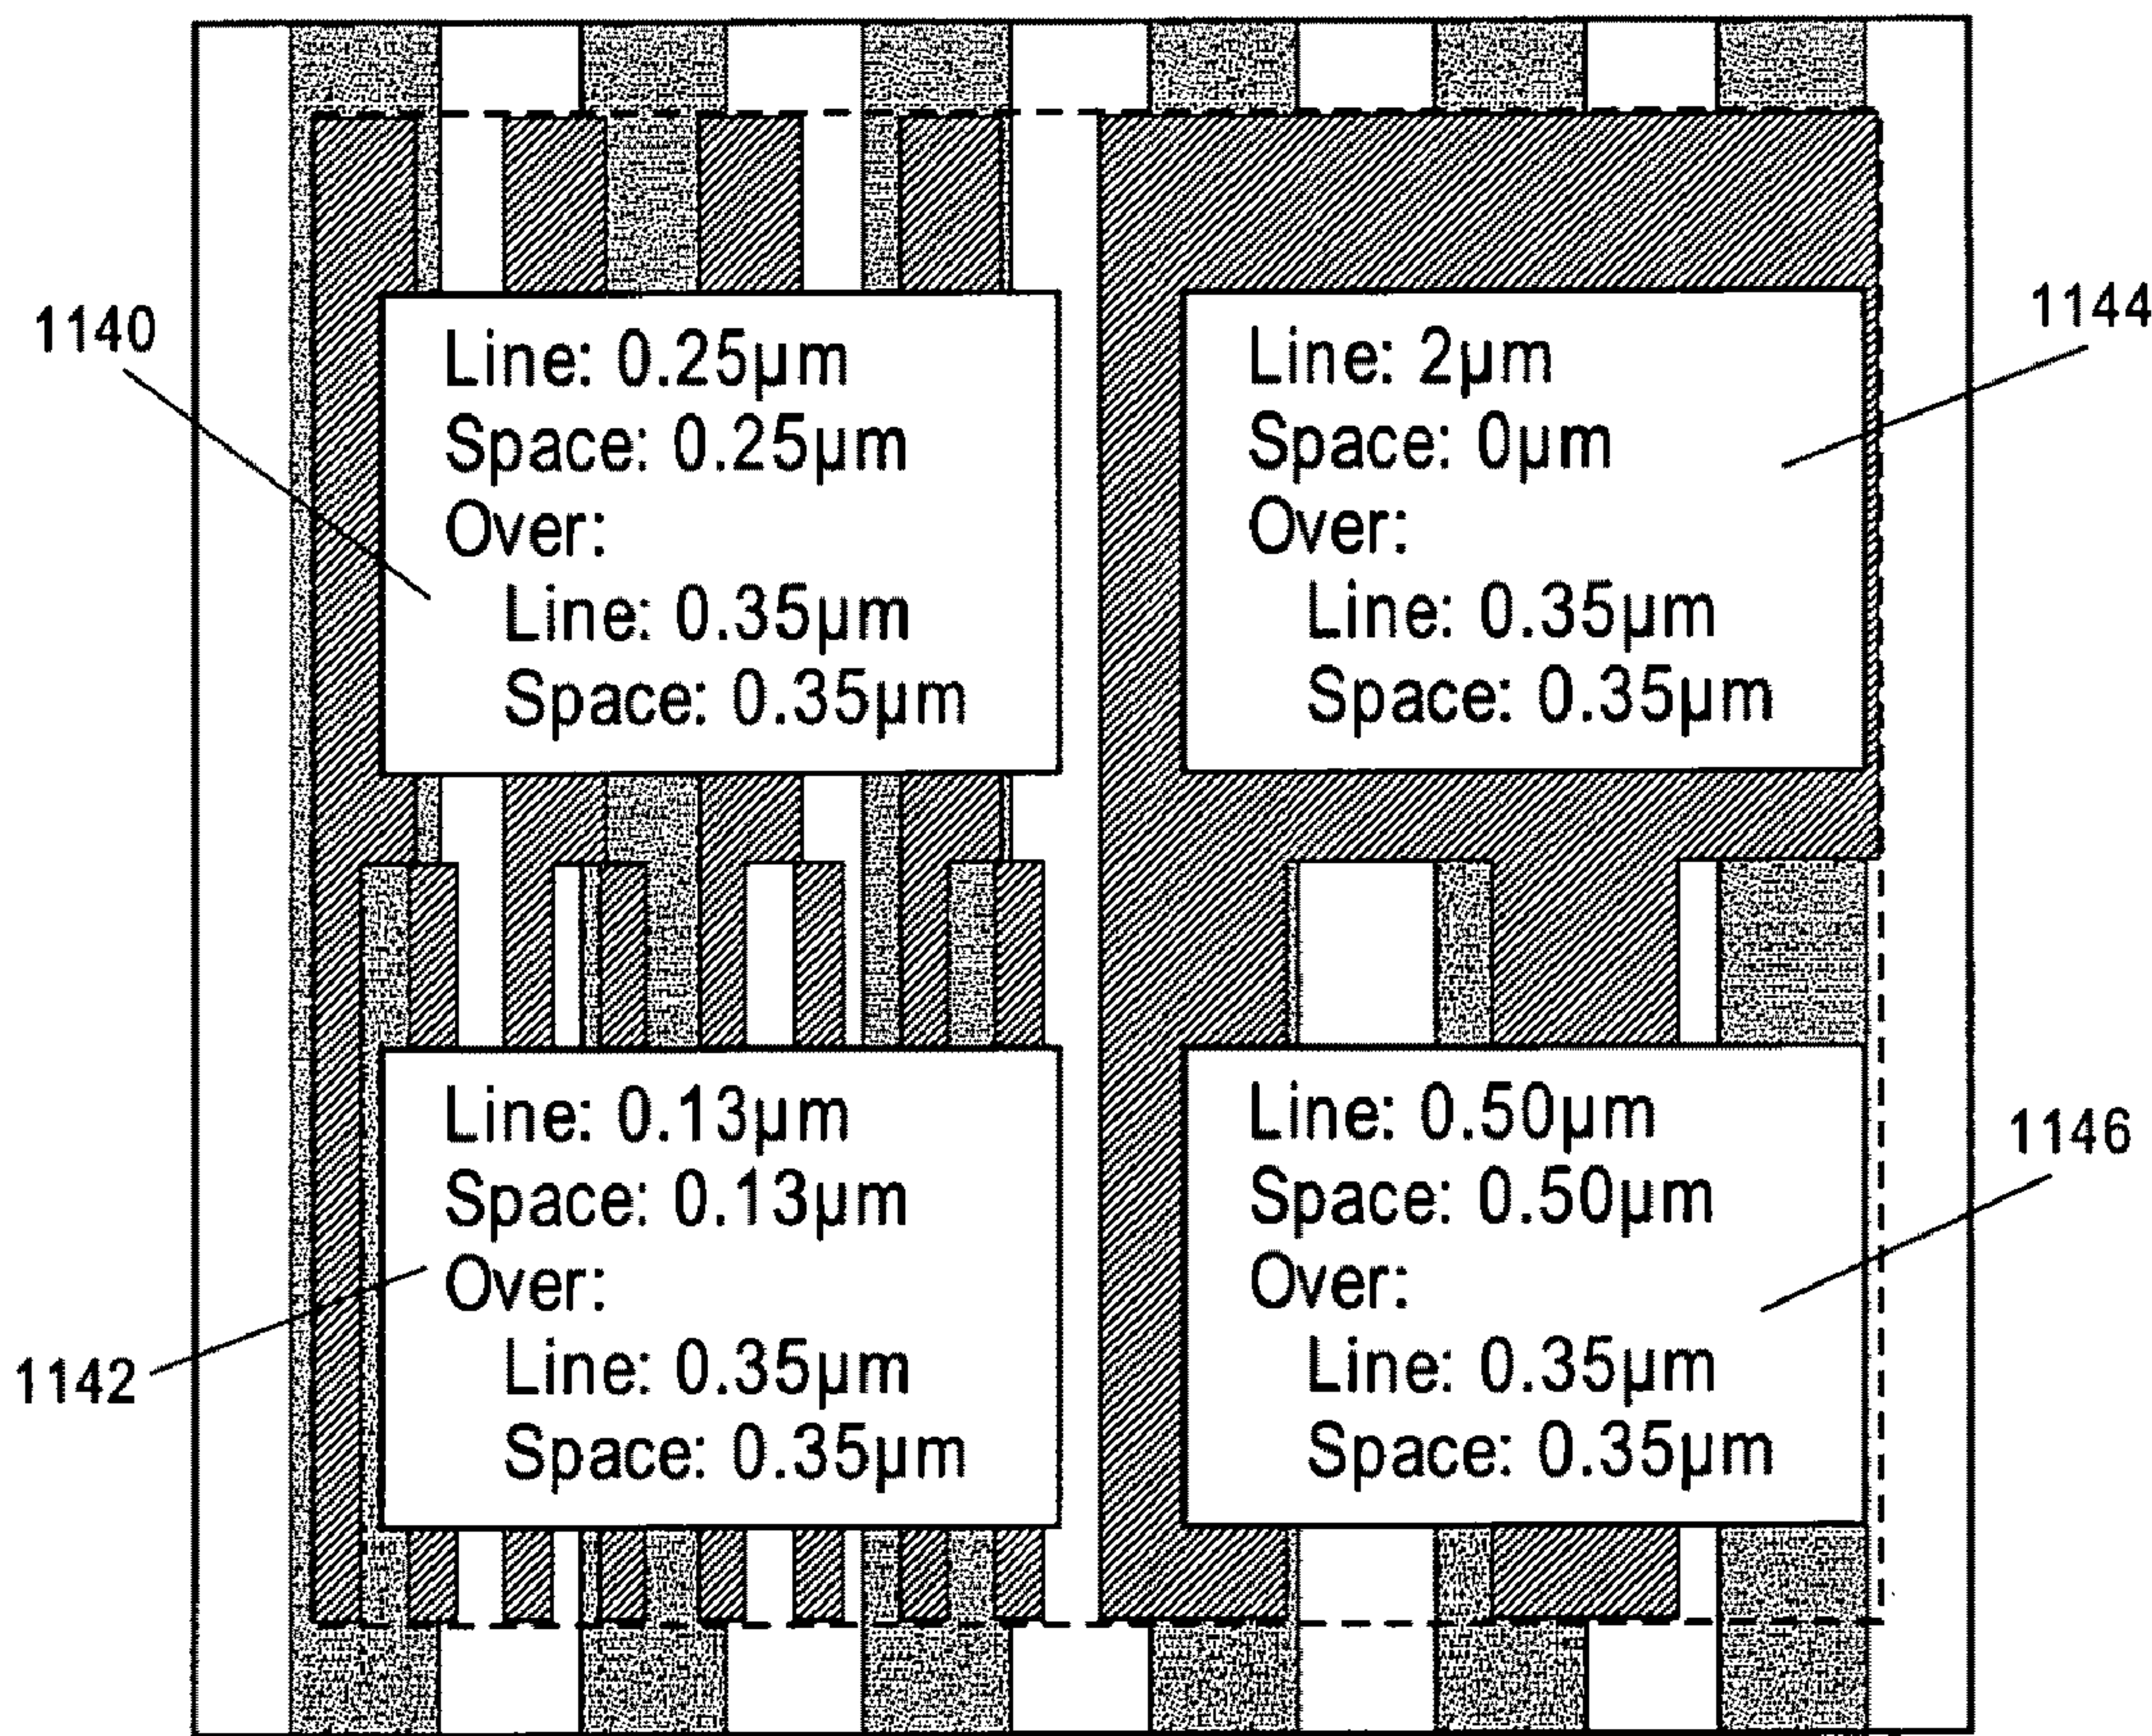 1140
Line: 0.25µm
Space: 0.25µm
Over:
Line: 0.35µm
Space: 0.35µm
1144
Line: 2µm
Space: 0µm
Over:
Line: 0.35µm
Space: 0.35µm
1142
Line: 0.13µm
Space: 0.13µm
Over:
Line: 0.35µm
Space: 0.35µm
1146
Line: 0.50µm
Space: 0.50µm
Over:
Line: 0.35µm
Space: 0.35µm